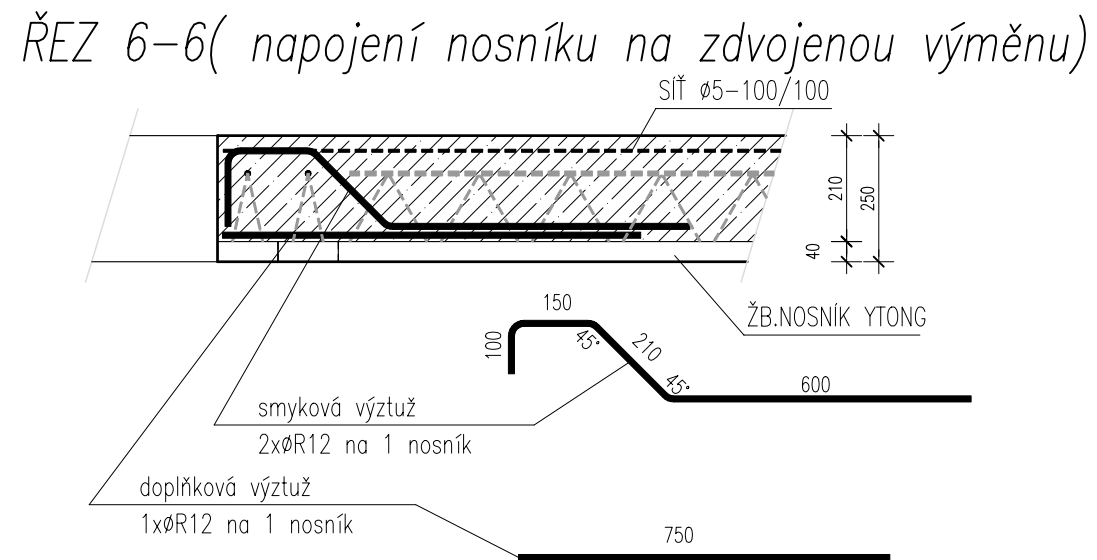 ŘEZ 6-6( napojení nosníku na zdvojenou výměnu)
SÍŤ ø5-100/100
210
250
40
ŽB.NOSNÍK YTONG
150
100
45°
210
45°
600
smyková výztuž
2xøR12 na 1 nosník
doplňková výztuž
1xøR12 na 1 nosník
750